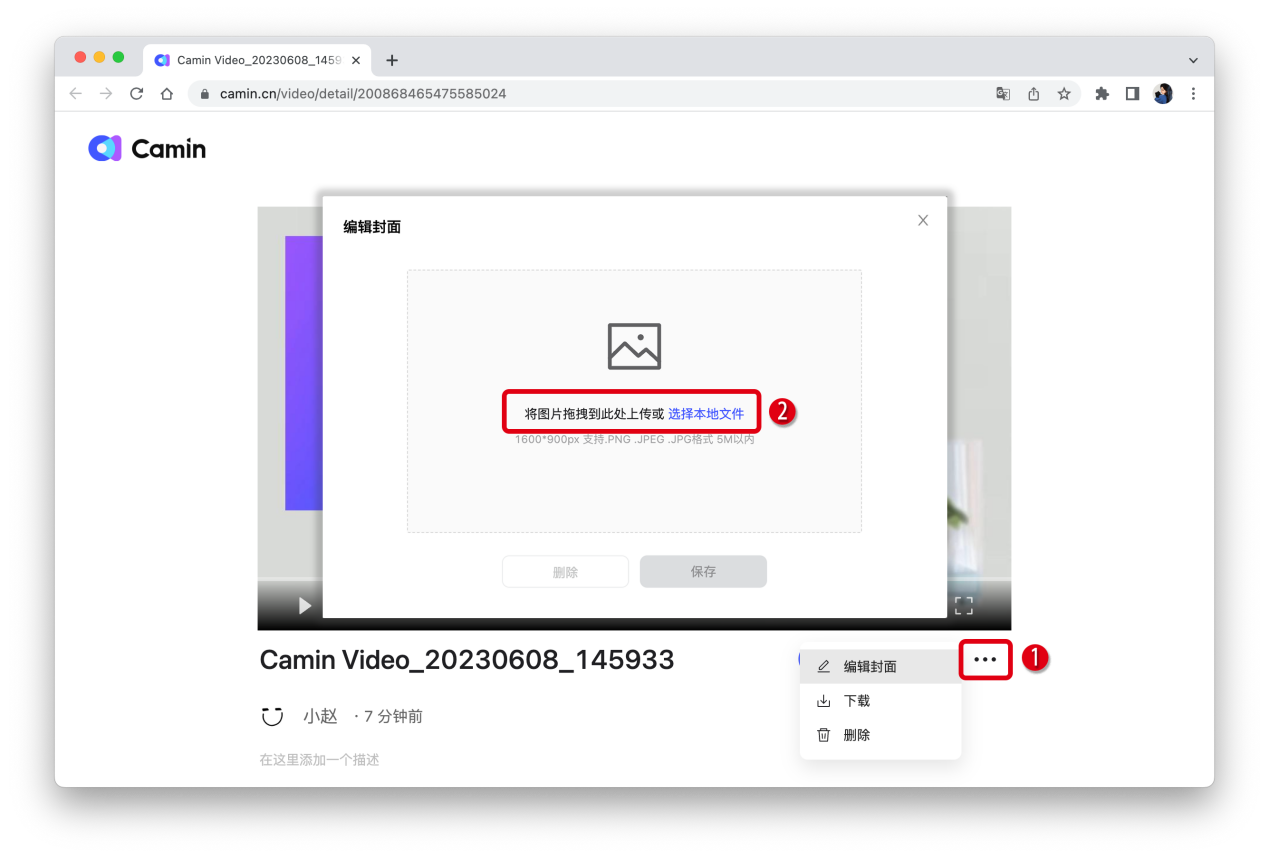 Camin Video_20230608_1459
camin.cn/video/detail/200868465475585024
Camin
编辑封面
将图片拖拽到此处上传或 选择本地文件
2
1600*900px 支持.PNG .JPEG .JPG格式 5M以内
删除
保存
Camin Video_20230608_145933
1
编辑封面
下载
删除
小赵 · 7 分钟前
在这里添加一个描述